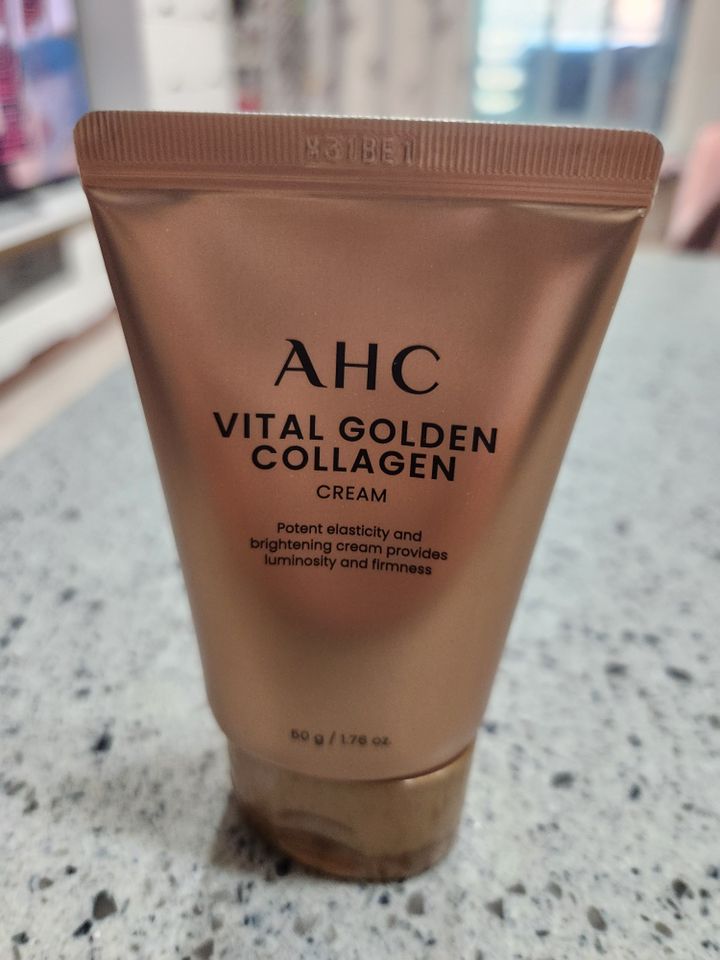 AHC
VITAL GOLDEN
COLLAGEN
CREAM
Potent elasticity and
brightening cream provides
luminosity and firmness
50 g / 1.76 oz.